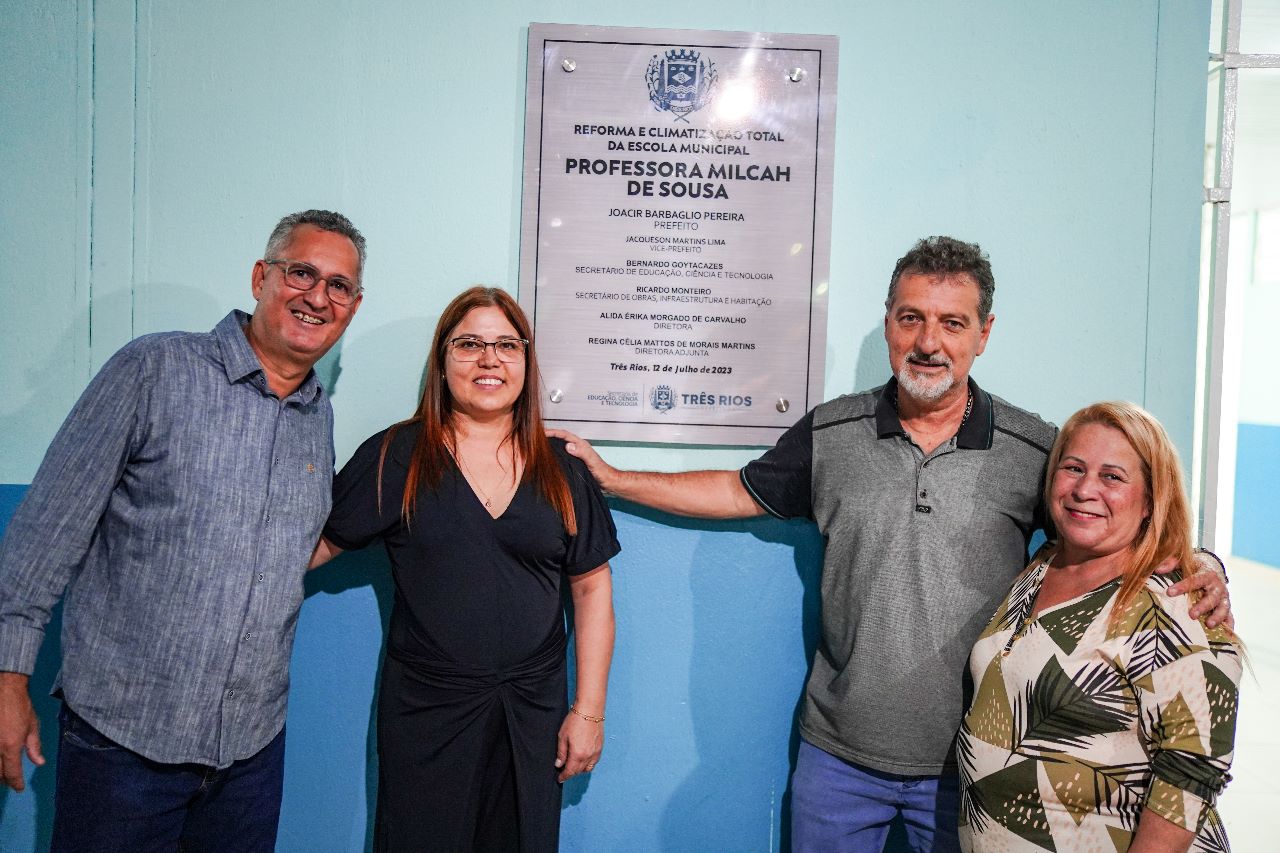 REFORMA E CLIMATIZAÇÃO TOTAL
DA ESCOLA MUNICIPAL
PROFESSORA MILCAH
DE SOUSA
JOACIR BARBAGLIO PEREIRA
PREFEITO
JACQUESON MARTINS LIMA
VICE-PREFEITO
BERNARDO GOYTACAZES
SECRETÁRIO DE EDUCAÇÃO, CIÊNCIA E TECNOLOGIA
RICARDO MONTEIRO
SECRETÁRIO DE OBRAS, INFRAESTRUTURA E HABITAÇÃO
ALIDA ÉRIKA MORGADO DE CARVALHO
DIRETORA
REGINA CÉLIA MATTOS DE MORAIS MARTINS
DIRETORA ADJUNTA
Três Rios, 12 de Julho de 2023
Secretaria de
EDUCAÇÃO, CIÊNCIA
E TECNOLOGIA
TRÊS RIOS